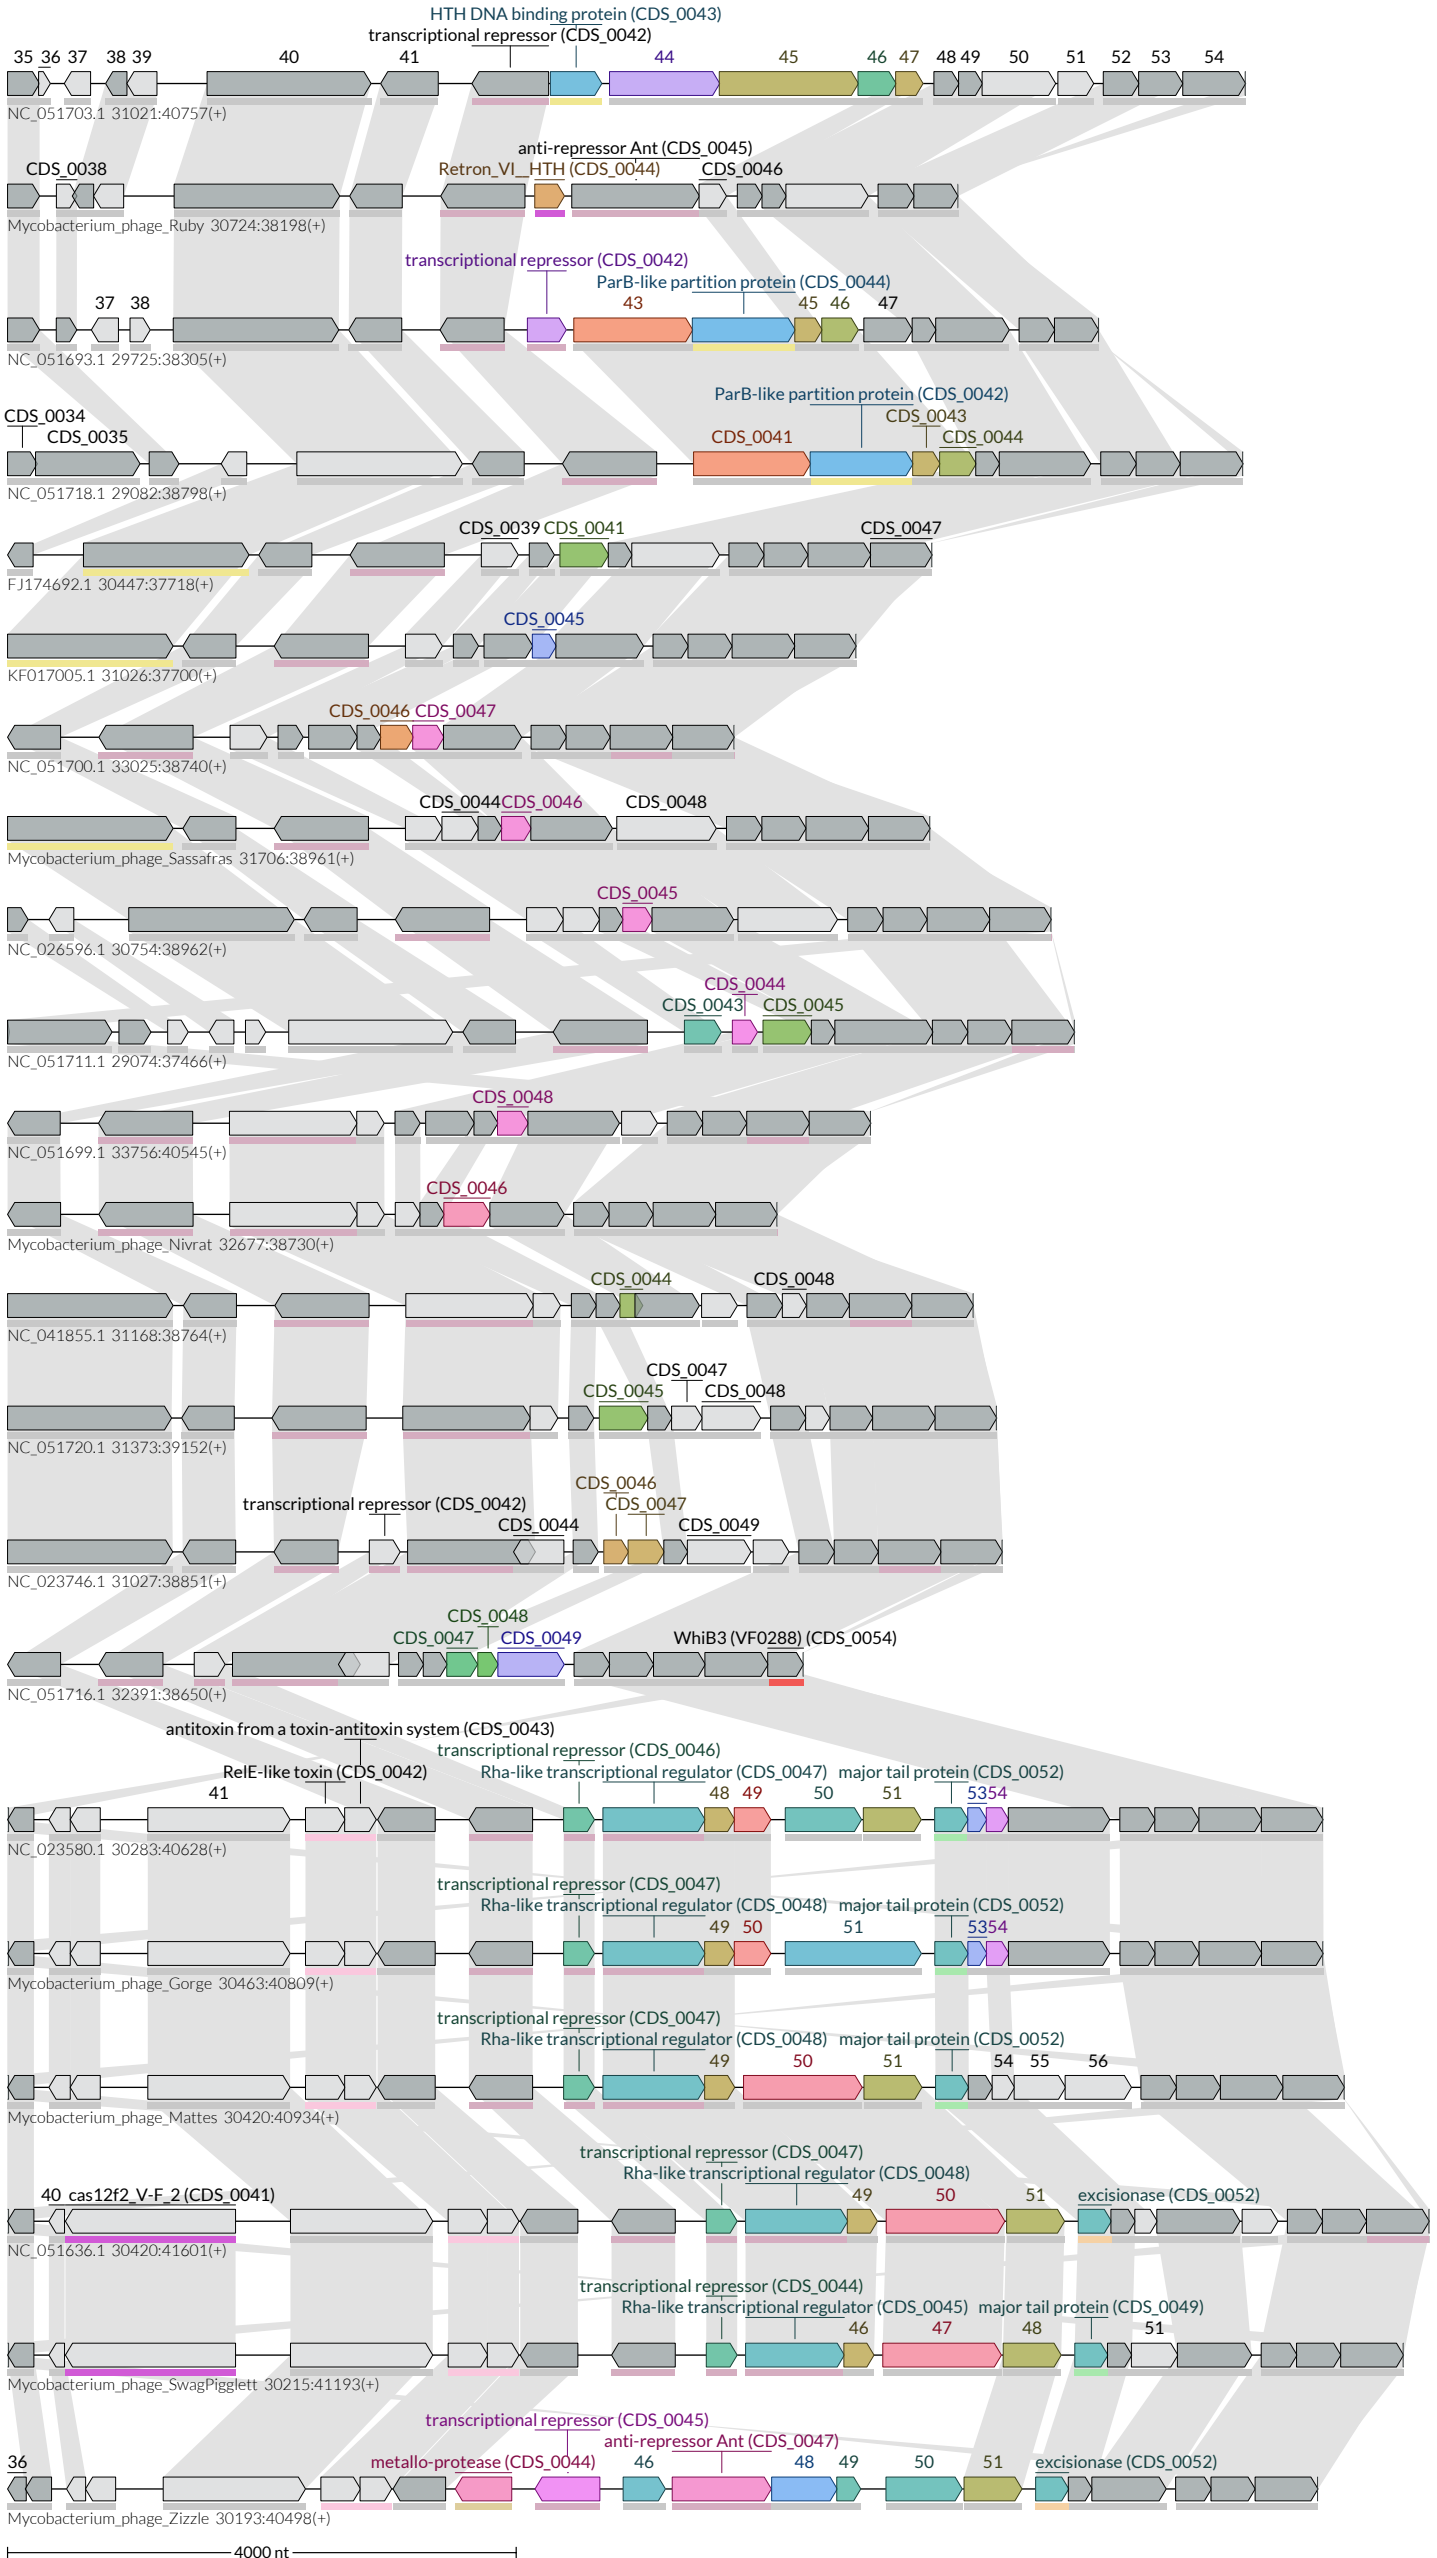 HTH DNA binding protein (CDS_0043)
transcriptional repressor (CDS_0042)
35 36 37 38 39 40 41 44 45 46 47 48 49 50 51 52 53 54
NC_051703.1 31021:40757(+)
anti-repressor Ant (CDS_0045)
CDS_0038 Retron_VI__HTH (CDS_0044) CDS_0046
Mycobacterium_phage_Ruby 30724:38198(+)
transcriptional repressor (CDS_0042)
ParB-like partition protein (CDS_0044)
37 38 43 45 46 47
NC_051693.1 29725:38305(+)
ParB-like partition protein (CDS_0042)
CDS_0034 CDS_0043
CDS_0035 CDS_0041 CDS_0044
NC_051718.1 29082:38798(+)
CDS_0039 CDS_0041 CDS_0047
FJ174692.1 30447:37718(+)
CDS_0045
KF017005.1 31026:37700(+)
CDS_0046 CDS_0047
NC_051700.1 33025:38740(+)
CDS_0044 CDS_0046 CDS_0048
Mycobacterium_phage_Sassafras 31706:38961(+)
CDS_0045
NC_026596.1 30754:38962(+)
CDS_0044
CDS_0043 CDS_0045
NC_051711.1 29074:37466(+)
CDS_0048
NC_051699.1 33756:40545(+)
CDS_0046
Mycobacterium_phage_Nivrat 32677:38730(+)
CDS_0044 CDS_0048
NC_041855.1 31168:38764(+)
CDS_0047
CDS_0045 CDS_0048
NC_051720.1 31373:39152(+)
CDS_0046
transcriptional repressor (CDS_0042) CDS_0047
CDS_0044 CDS_0049
NC_023746.1 31027:38851(+)
CDS_0048
CDS_0047 CDS_0049 WhiB3 (VF0288) (CDS_0054)
NC_051716.1 32391:38650(+)
antitoxin from a toxin-antitoxin system (CDS_0043)
transcriptional repressor (CDS_0046)
RelE-like toxin (CDS_0042) Rha-like transcriptional regulator (CDS_0047) major tail protein (CDS_0052)
41 48 49 50 51 53 54
NC_023580.1 30283:40628(+)
transcriptional repressor (CDS_0047)
Rha-like transcriptional regulator (CDS_0048) major tail protein (CDS_0052)
49 50 51 53 54
Mycobacterium_phage_Gorge 30463:40809(+)
transcriptional repressor (CDS_0047)
Rha-like transcriptional regulator (CDS_0048) major tail protein (CDS_0052)
49 50 51 54 55 56
Mycobacterium_phage_Mattes 30420:40934(+)
transcriptional repressor (CDS_0047)
Rha-like transcriptional regulator (CDS_0048)
40 cas12f2_V-F_2 (CDS_0041) 49 50 51 excisionase (CDS_0052)
NC_051636.1 30420:41601(+)
transcriptional repressor (CDS_0044)
Rha-like transcriptional regulator (CDS_0045) major tail protein (CDS_0049)
46 47 48 51
Mycobacterium_phage_SwagPigglett 30215:41193(+)
transcriptional repressor (CDS_0045)
anti-repressor Ant (CDS_0047)
36 metallo-protease (CDS_0044) 46 48 49 50 51 excisionase (CDS_0052)
Mycobacterium_phage_Zizzle 30193:40498(+)
4000 nt